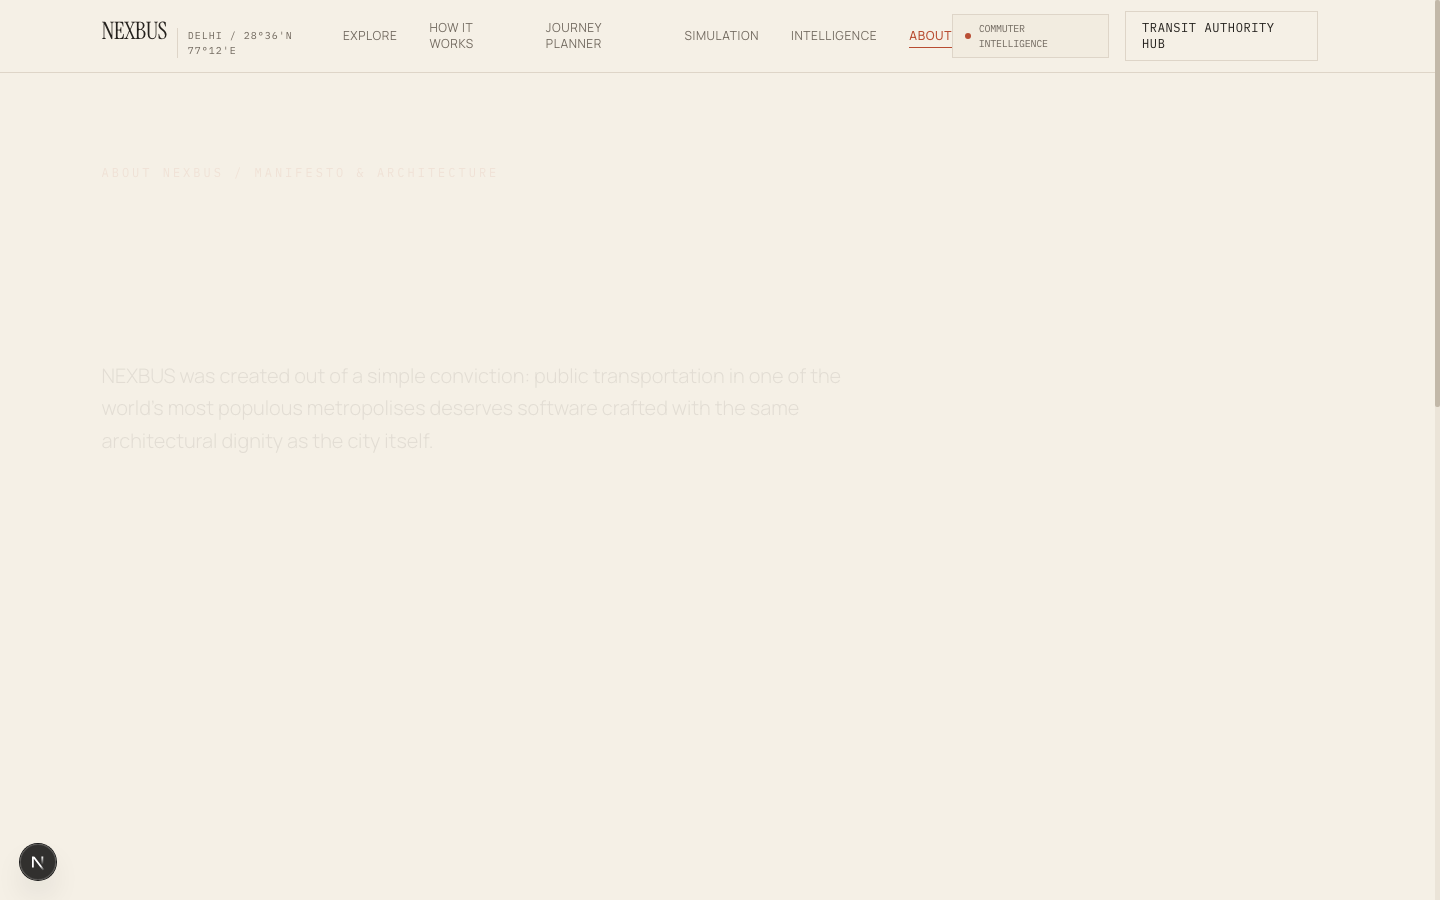 NEXBUS
DELHI / 28°36'N
77°12'E
EXPLORE
HOW IT
WORKS
JOURNEY
PLANNER
SIMULATION
INTELLIGENCE
ABOUT
COMMUTER
INTELLIGENCE
TRANSIT AUTHORITY
HUB
ABOUT NEXBUS / MANIFESTO & ARCHITECTURE
NEXBUS was created out of a simple conviction: public transportation in one of the
world's most populous metropolises deserves software crafted with the same
architectural dignity as the city itself.
N